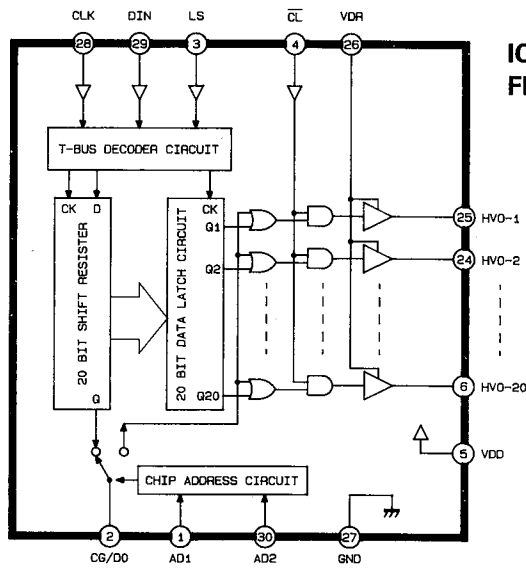 CLK DIN LS CL VDR
28 29 3 4 26
IC
FL
T-BUS DECODER CIRCUIT
CK D
20 BIT SHIFT REGISTER
Q
CK
20 BIT DATA LATCH CIRCUIT
Q1
Q2
Q20
25 HVO-1
24 HVO-2
6 HVO-20
5 VDD
CHIP ADDRESS CIRCUIT
2 1 30 27
CG/DO AD1 AD2 GND